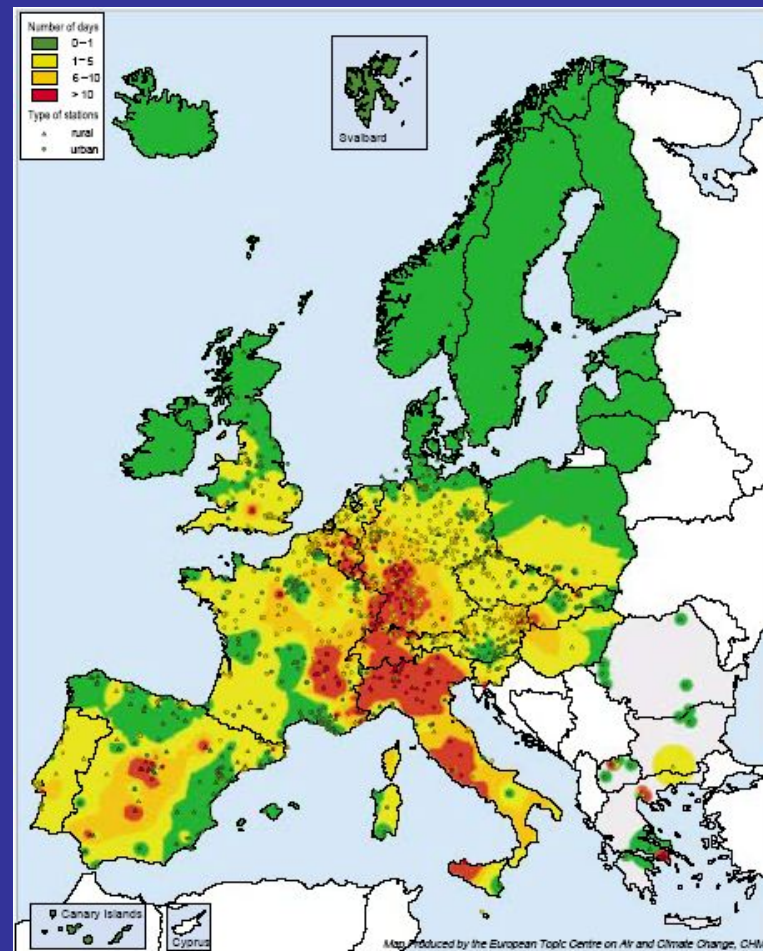 Number of days
0–1
1–5
6–10
> 10
Type of stations
rural
urban
Svalbard
Canary Islands
Cyprus
Map Produced by the European Topic Centre on Air and Climate Change, CHM